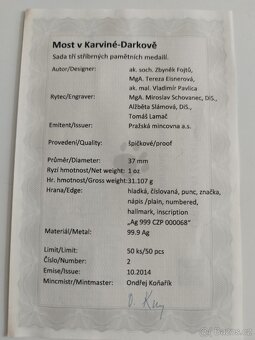 Most v Karviné-Darkově
Sada tří stříbrných pamětních medailí.
Autor/Designer: ak. soch. Zbyněk Fojtů,
MgA. Tereza Eisnerová,
ak. mal. Vladimír Pavlica
Rytec/Engraver: MgA. Miroslav Schovanec, DiS.,
Alžběta Slámová, DiS.,
Tomáš Lamač
Emitent/Issuer: Pražská mincovna a.s.
Provedení/Quality: špičkové/proof
Průměr/Diameter: 37 mm
Ryzí hmotnost/Net weight: 1 oz
Hr. hmotnost/Gross weight: 31.107 g
Hrana/Edge: hladká, číslovaná, punc, značka,
nápis /plain, numbered,
hallmark, inscription
"Ag 999 CZP 000068"
Materiál/Metal: 99.9 Ag
Limit/Limit: 50 ks/50 pcs
Číslo/Number: 2
Emise/Issue: 10.2014
Mincmistr/Mintmaster: Ondřej Koňařík